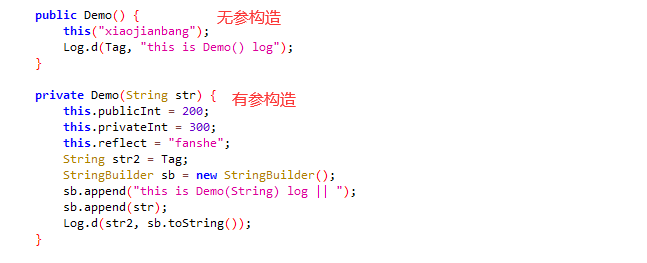 public Demo() { 无参构造
    this("xiaojianbang");
    Log.d(Tag, "this is Demo() log");
}
private Demo(String str) { 有参构造
    this.publicInt = 200;
    this.privateInt = 300;
    this.reflect = "fanshe";
    String str2 = Tag;
    StringBuilder sb = new StringBuilder();
    sb.append("this is Demo(String) log || ");
    sb.append(str);
    Log.d(str2, sb.toString());
}